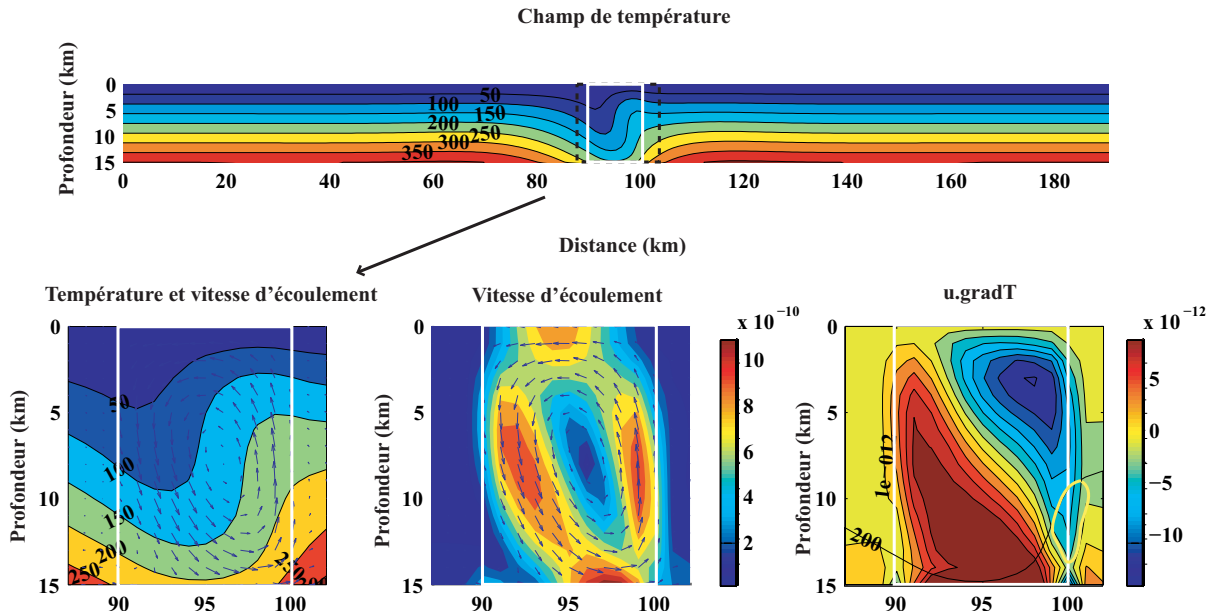 Champ de température
Profondeur (km)
0
5
10
15
50
100
150
200
250
300
350
0 20 40 60 80 100 120 140 160 180
Distance (km)
Température et vitesse d'écoulement
Profondeur (km)
0
5
10
15
50
100
150
200
250
250
300
90 95 100
Vitesse d'écoulement
Profondeur (km)
0
5
10
15
90 95 100
x 10 −10
10
8
6
4
2
u.gradT
Profondeur (km)
0
5
10
15
1e−012
200
90 95 100
x 10 −12
5
0
−5
−10